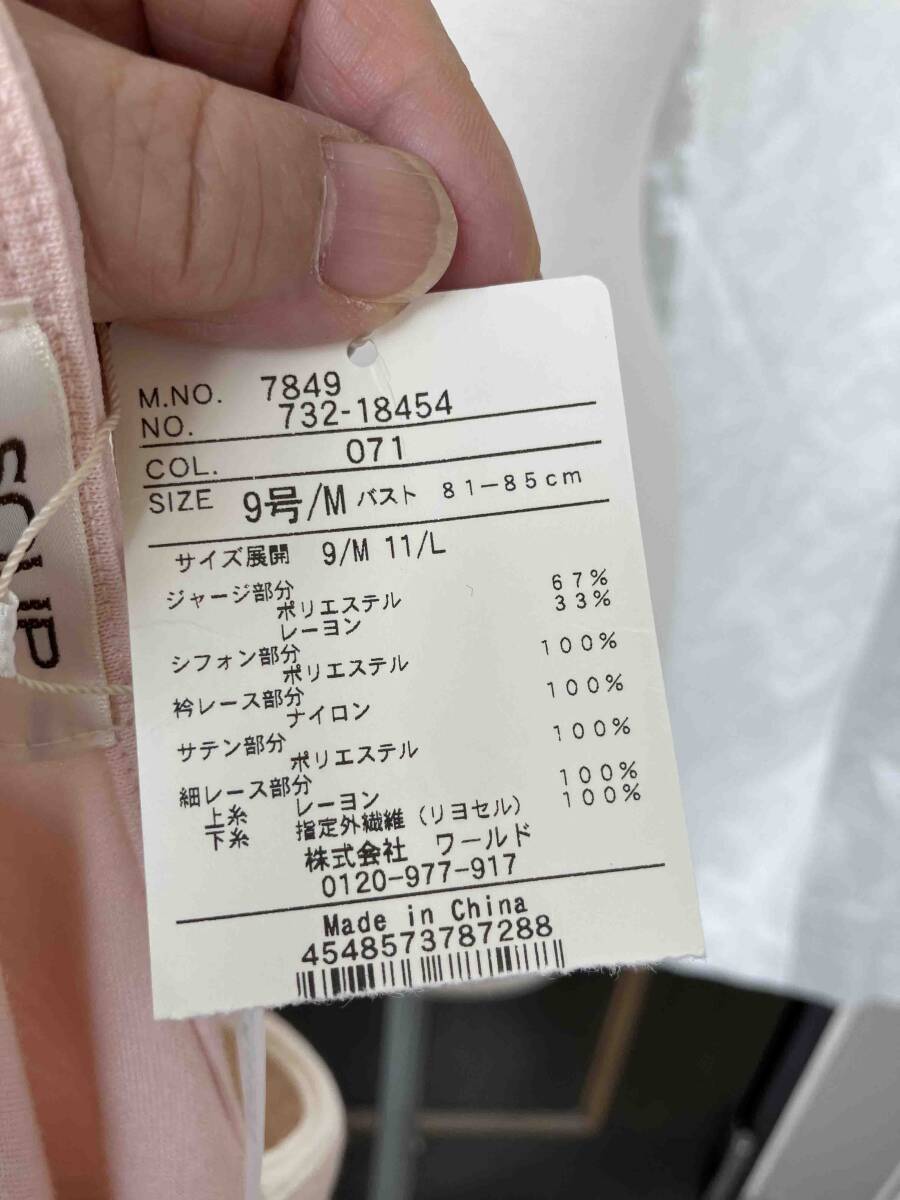 M.NO. 7849
NO. 732-18454
COL. 071
SIZE 9号/M バスト 81-85cm
サイズ展開 9/M 11/L
ジャージ部分
ポリエステル 67%
レーヨン 33%
シフォン部分
ポリエステル 100%
衿レース部分
ナイロン 100%
サテン部分
ポリエステル 100%
細レース部分
上糸 レーヨン 100%
下糸 指定外繊維(リヨセル) 100%
株式会社 ワールド
0120-977-917
Made in China
4548573787288